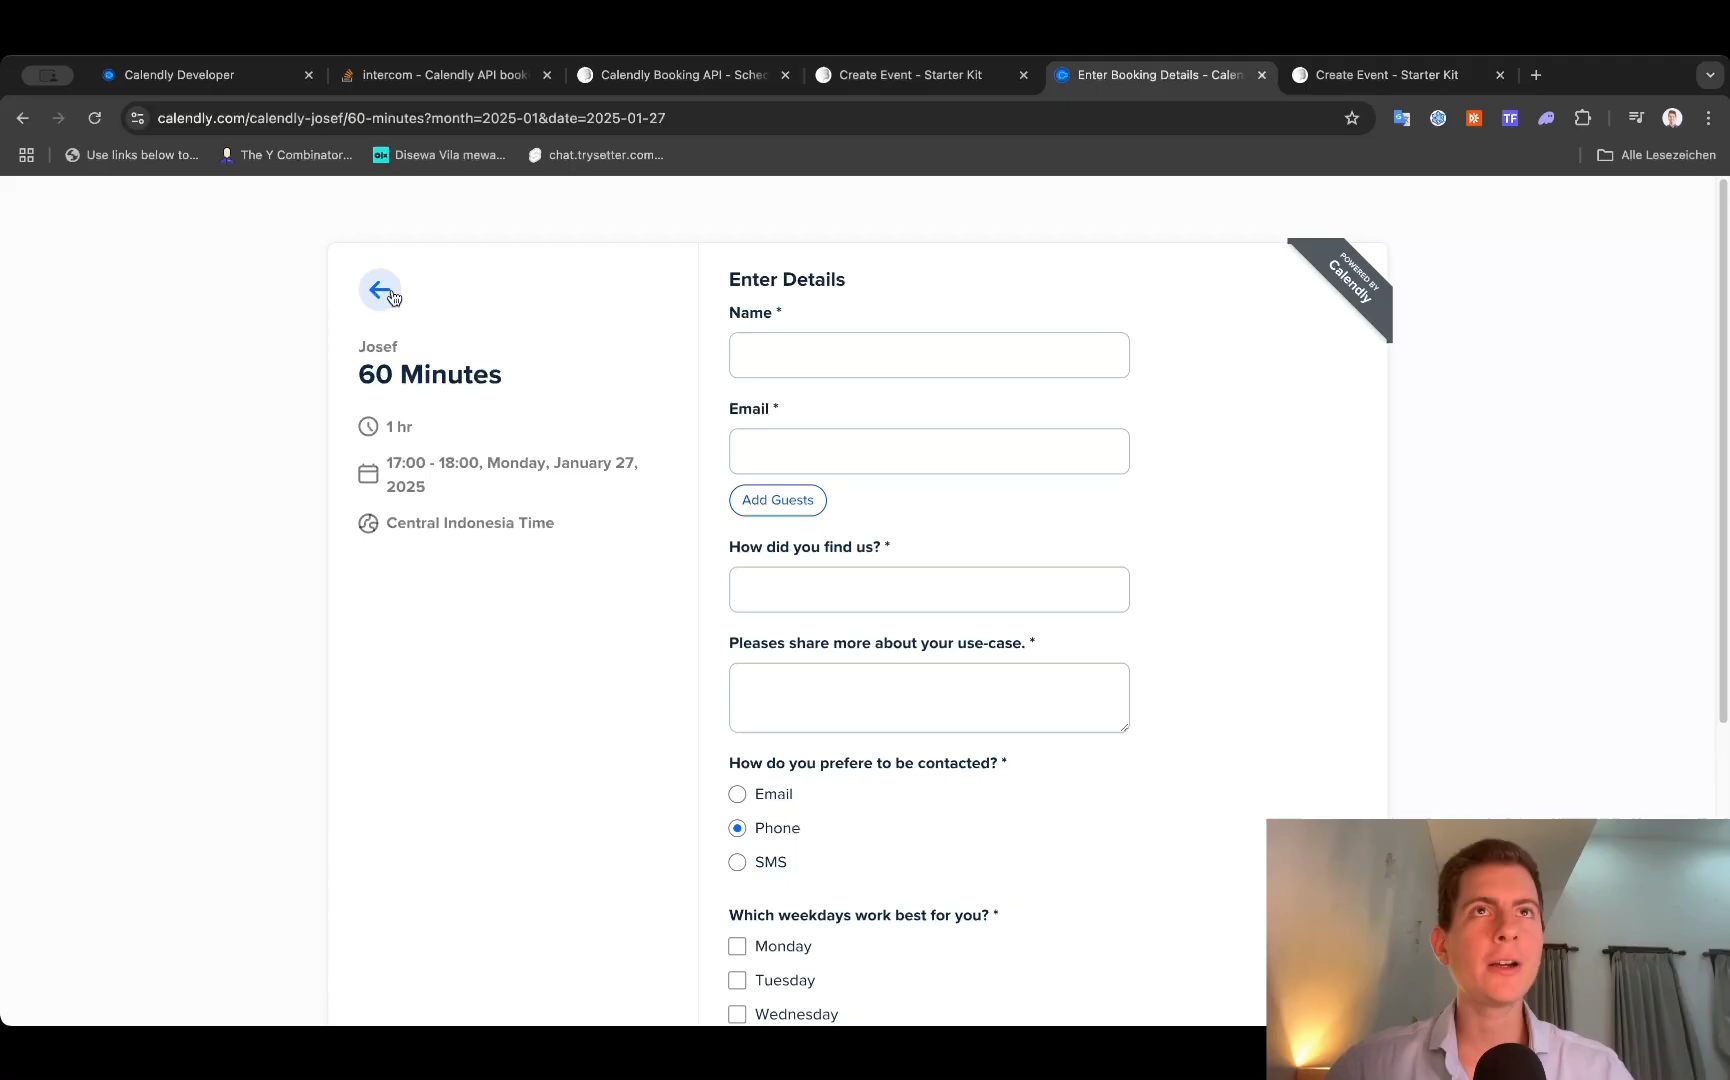 Calendly Developer
intercom - Calendly API book
Calendly Booking API - Sched
Create Event - Starter Kit
Enter Booking Details - Calen
Create Event - Starter Kit
calendly.com/calendly-josef/60-minutes?month=2025-01&date=2025-01-27
TF
Use links below to...
The Y Combinator...
Disewa Vila mewa...
chat.trysetter.com...
Alle Lesezeichen
POWERED BY
Calendly
Josef
60 Minutes
1 hr
17:00 - 18:00, Monday, January 27,
2025
Central Indonesia Time
Enter Details
Name *
Email *
Add Guests
How did you find us? *
Pleases share more about your use-case. *
How do you prefere to be contacted? *
Email
Phone
SMS
Which weekdays work best for you? *
Monday
Tuesday
Wednesday